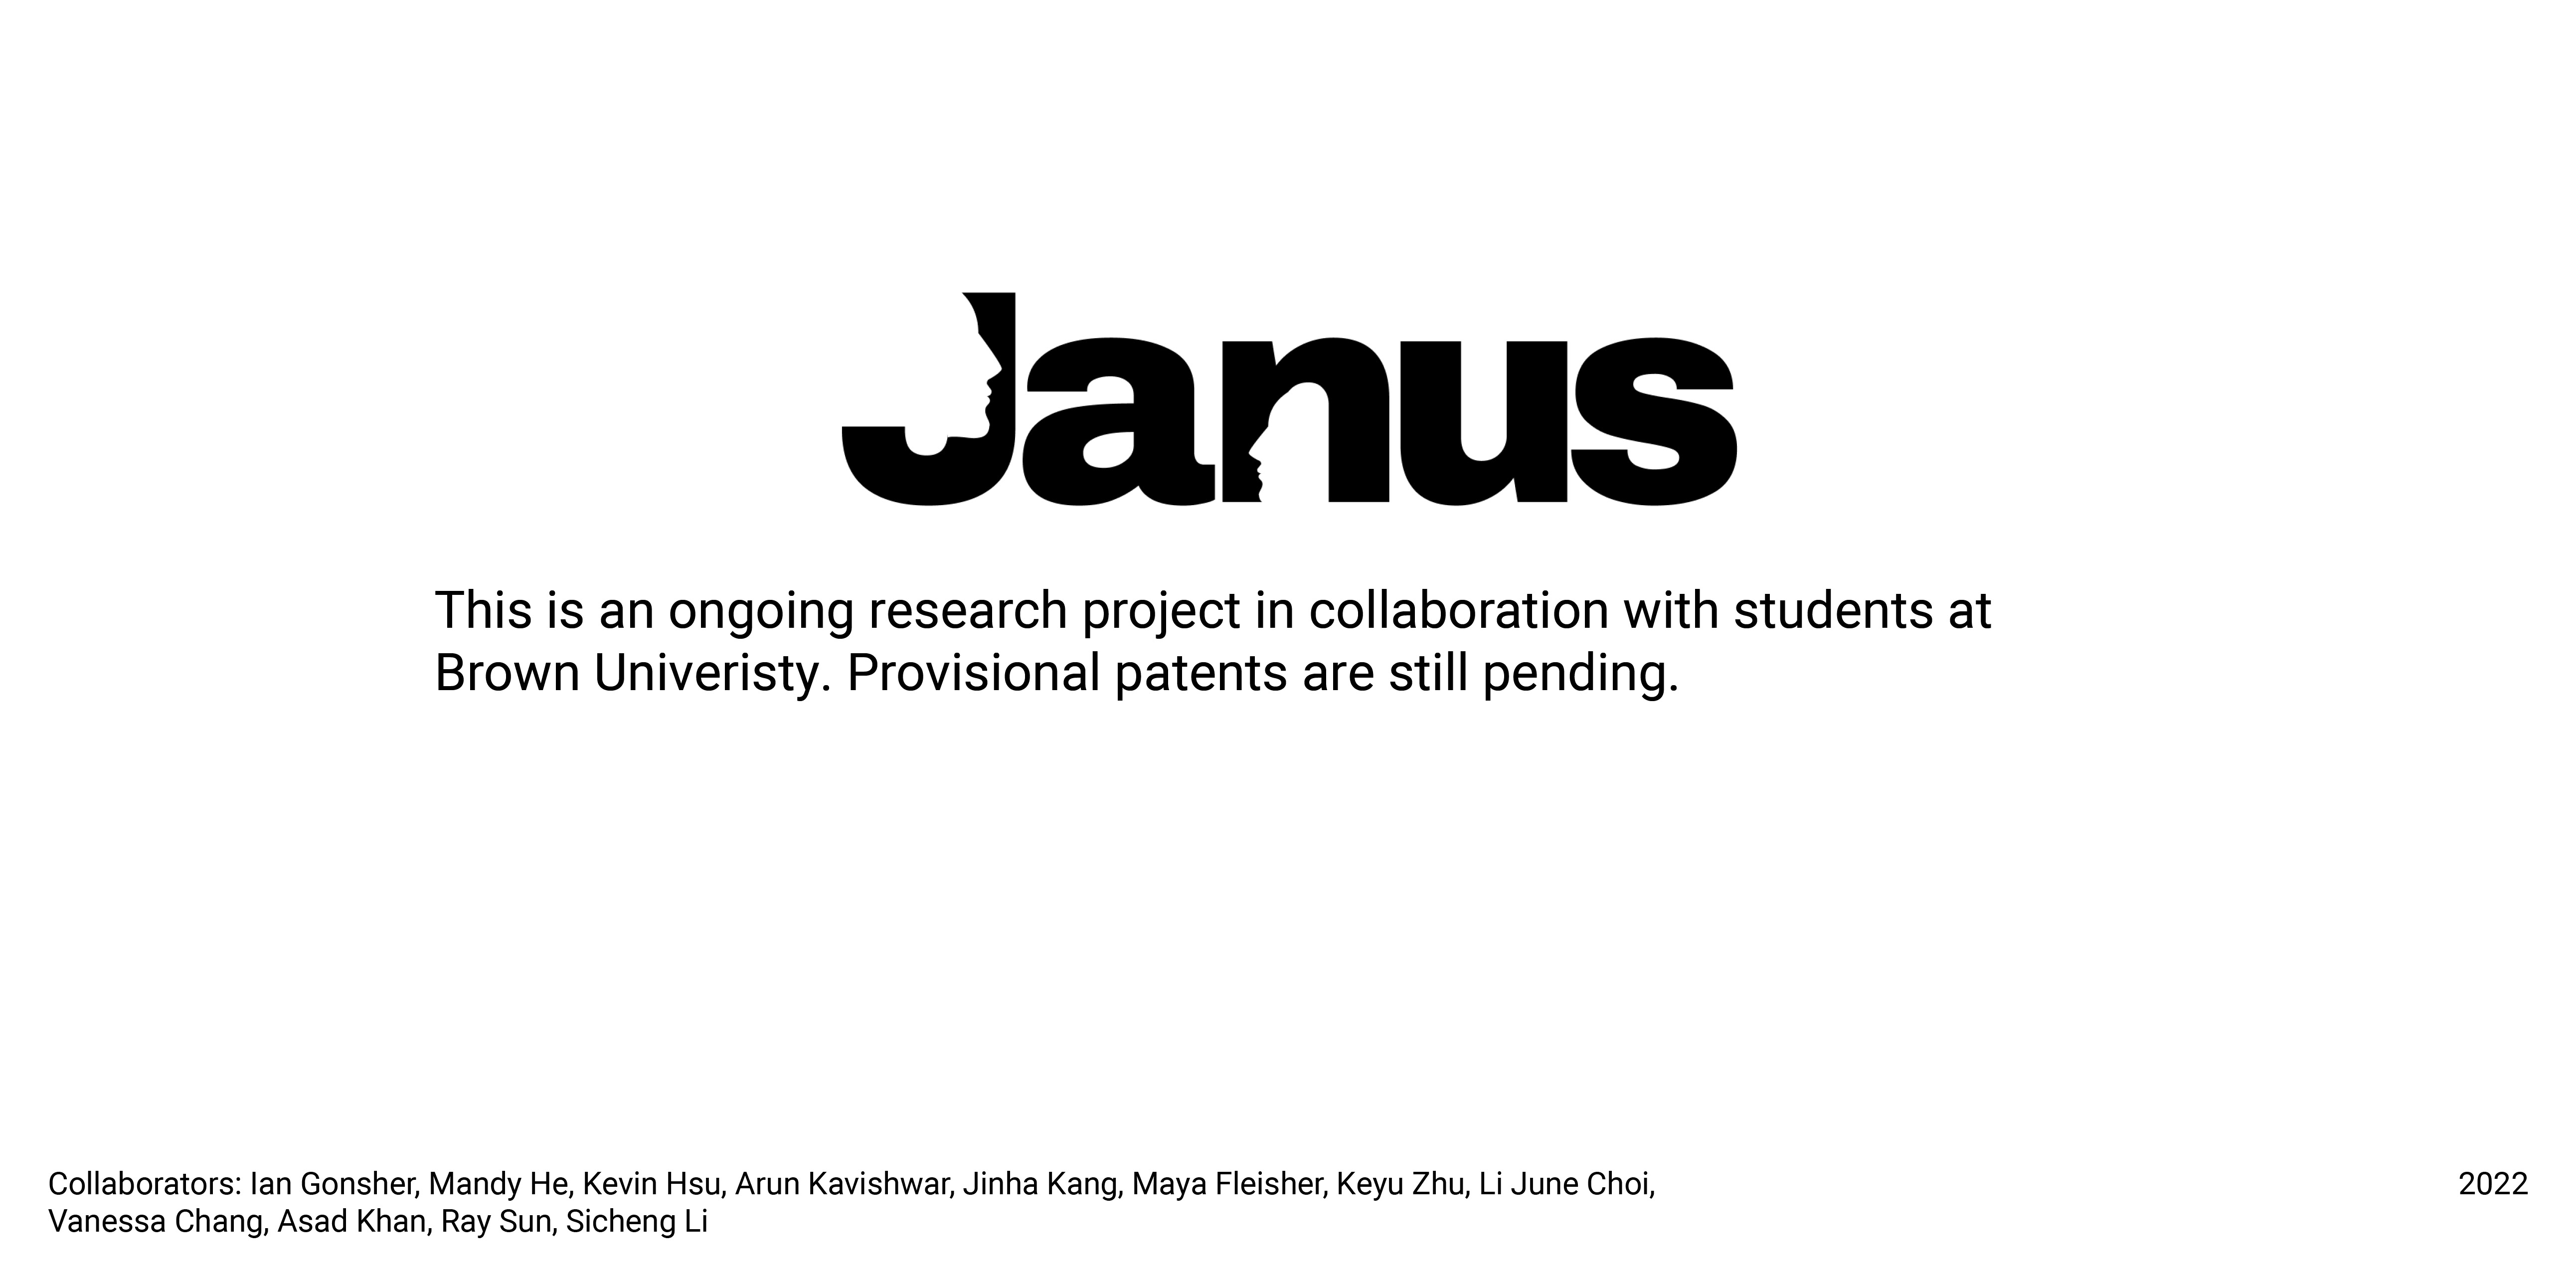 Janus
This is an ongoing research project in collaboration with students at
Brown Univeristy. Provisional patents are still pending.
Collaborators: Ian Gonsher, Mandy He, Kevin Hsu, Arun Kavishwar, Jinha Kang, Maya Fleisher, Keyu Zhu, Li June Choi,
Vanessa Chang, Asad Khan, Ray Sun, Sicheng Li
2022